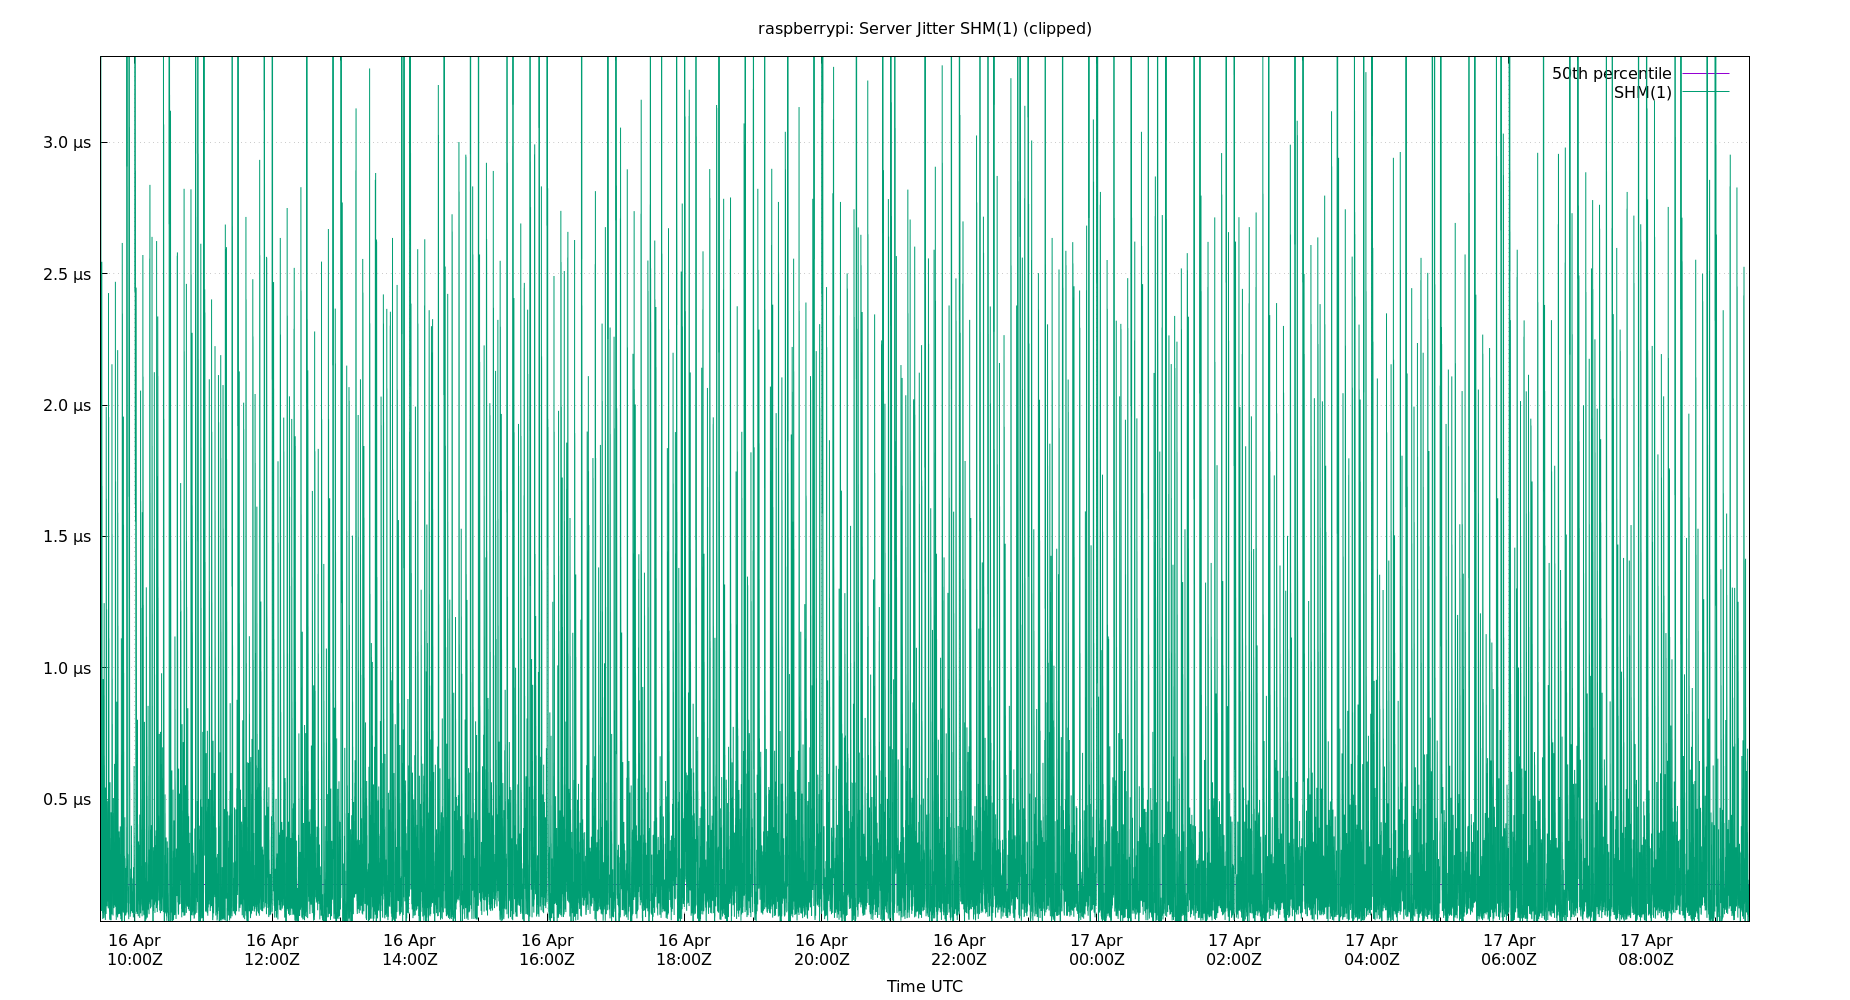 raspberrypi: Server Jitter SHM(1) (clipped)
50th percentile
SHM(1)
3.0 µs
2.5 µs
2.0 µs
1.5 µs
1.0 µs
0.5 µs
16 Apr 16 Apr 16 Apr 16 Apr 16 Apr 16 Apr 16 Apr 17 Apr 17 Apr 17 Apr 17 Apr 17 Apr
10:00Z 12:00Z 14:00Z 16:00Z 18:00Z 20:00Z 22:00Z 00:00Z 02:00Z 04:00Z 06:00Z 08:00Z
Time UTC